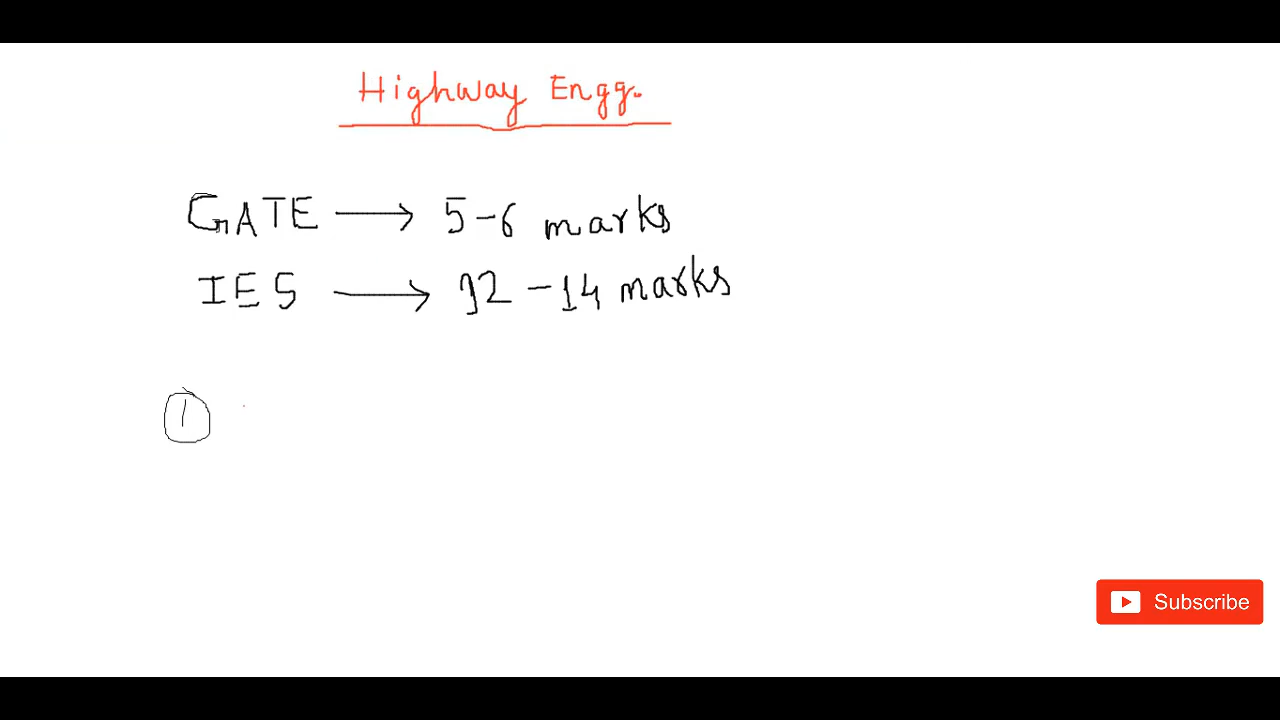 Highway Engg.
GATE → 5-6 marks
IES → 12-14 marks
1
Subscribe